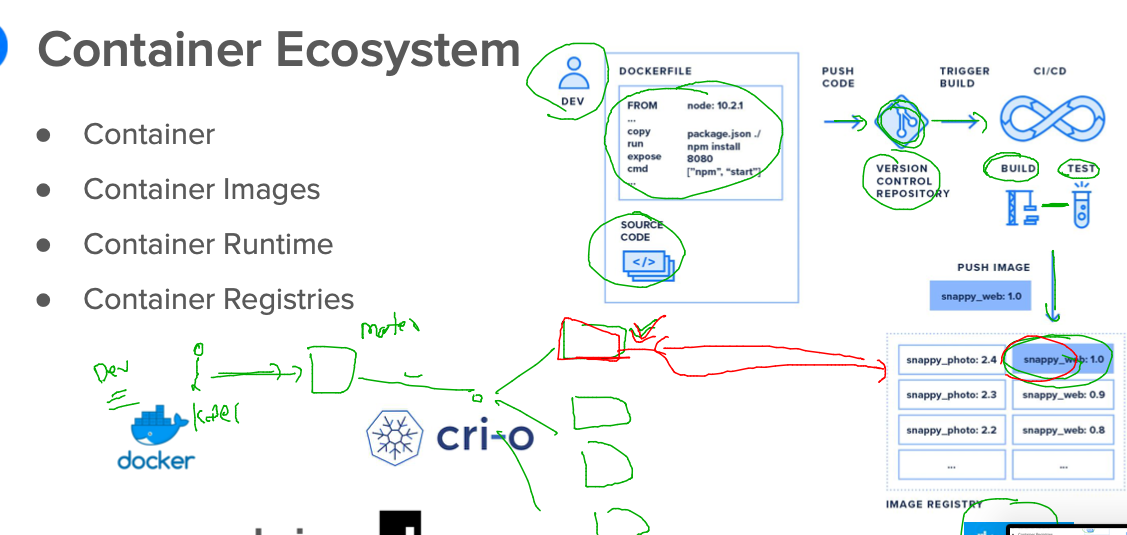 Container Ecosystem
● Container
● Container Images
● Container Runtime
● Container Registries
DEV
DOCKERFILE
FROM node: 10.2.1
...
copy package.json ./
run npm install
expose 8080
cmd ["npm", "start"]
...
SOURCE
CODE
</>
PUSH
CODE
TRIGGER
BUILD
CI/CD
VERSION
CONTROL
REPOSITORY
BUILD
TEST
PUSH IMAGE
snappy_web: 1.0
snappy_photo: 2.4 snappy_web: 1.0
snappy_photo: 2.3 snappy_web: 0.9
snappy_photo: 2.2 snappy_web: 0.8
... ...
IMAGE REGISTRY
Dev
docker
cri-o